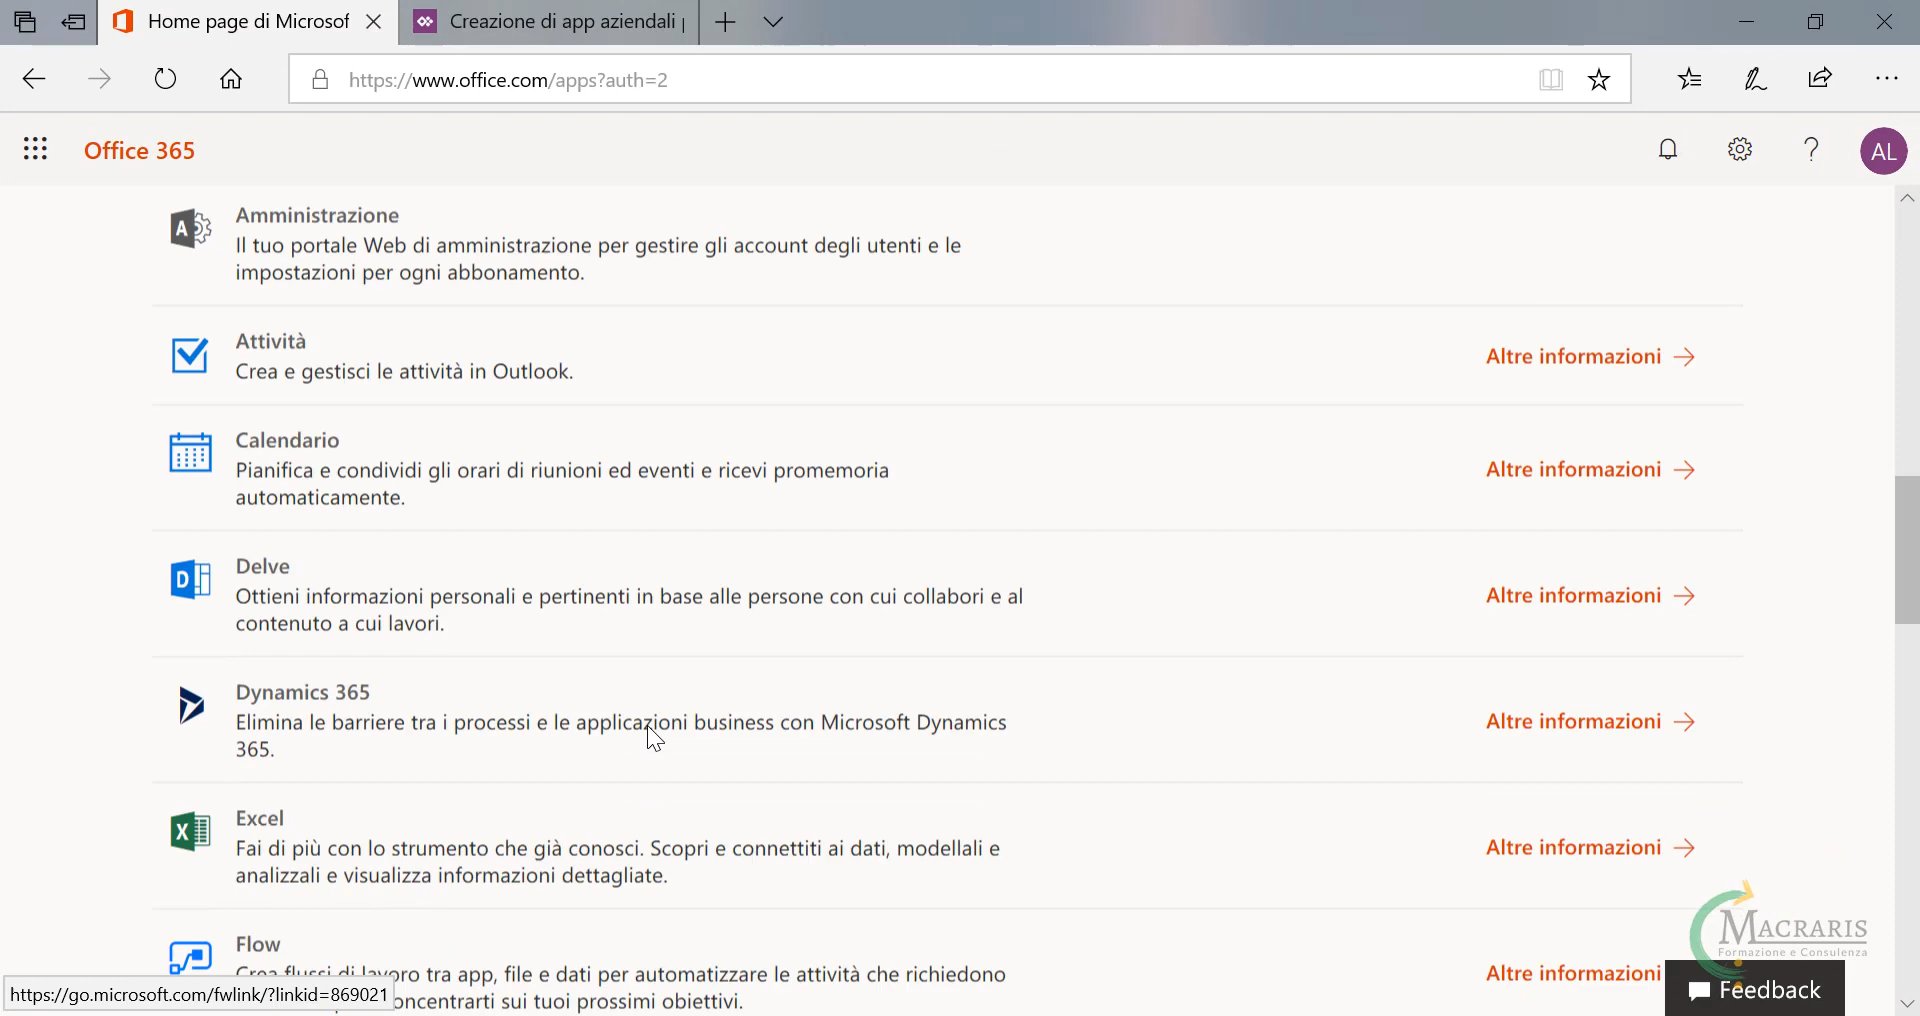 Home page di Microsof
Creazione di app aziendali
https://www.office.com/apps?auth=2
Office 365
AL
Amministrazione
Il tuo portale Web di amministrazione per gestire gli account degli utenti e le
impostazioni per ogni abbonamento.
Attività
Crea e gestisci le attività in Outlook.
Altre informazioni
Calendario
Pianifica e condividi gli orari di riunioni ed eventi e ricevi promemoria
automaticamente.
Altre informazioni
Delve
Ottieni informazioni personali e pertinenti in base alle persone con cui collabori e al
contenuto a cui lavori.
Altre informazioni
Dynamics 365
Elimina le barriere tra i processi e le applicazioni business con Microsoft Dynamics
365.
Altre informazioni
Excel
Fai di più con lo strumento che già conosci. Scopri e connettiti ai dati, modellali e
analizzali e visualizza informazioni dettagliate.
Altre informazioni
MACRARIS
Formazione e Consulenza
Flow
Crea flussi di lavoro tra app, file e dati per automatizzare le attività che richiedono
oncentrarti sui tuoi prossimi obiettivi.
Altre informazioni
https://go.microsoft.com/fwlink/?linkid=869021
Feedback